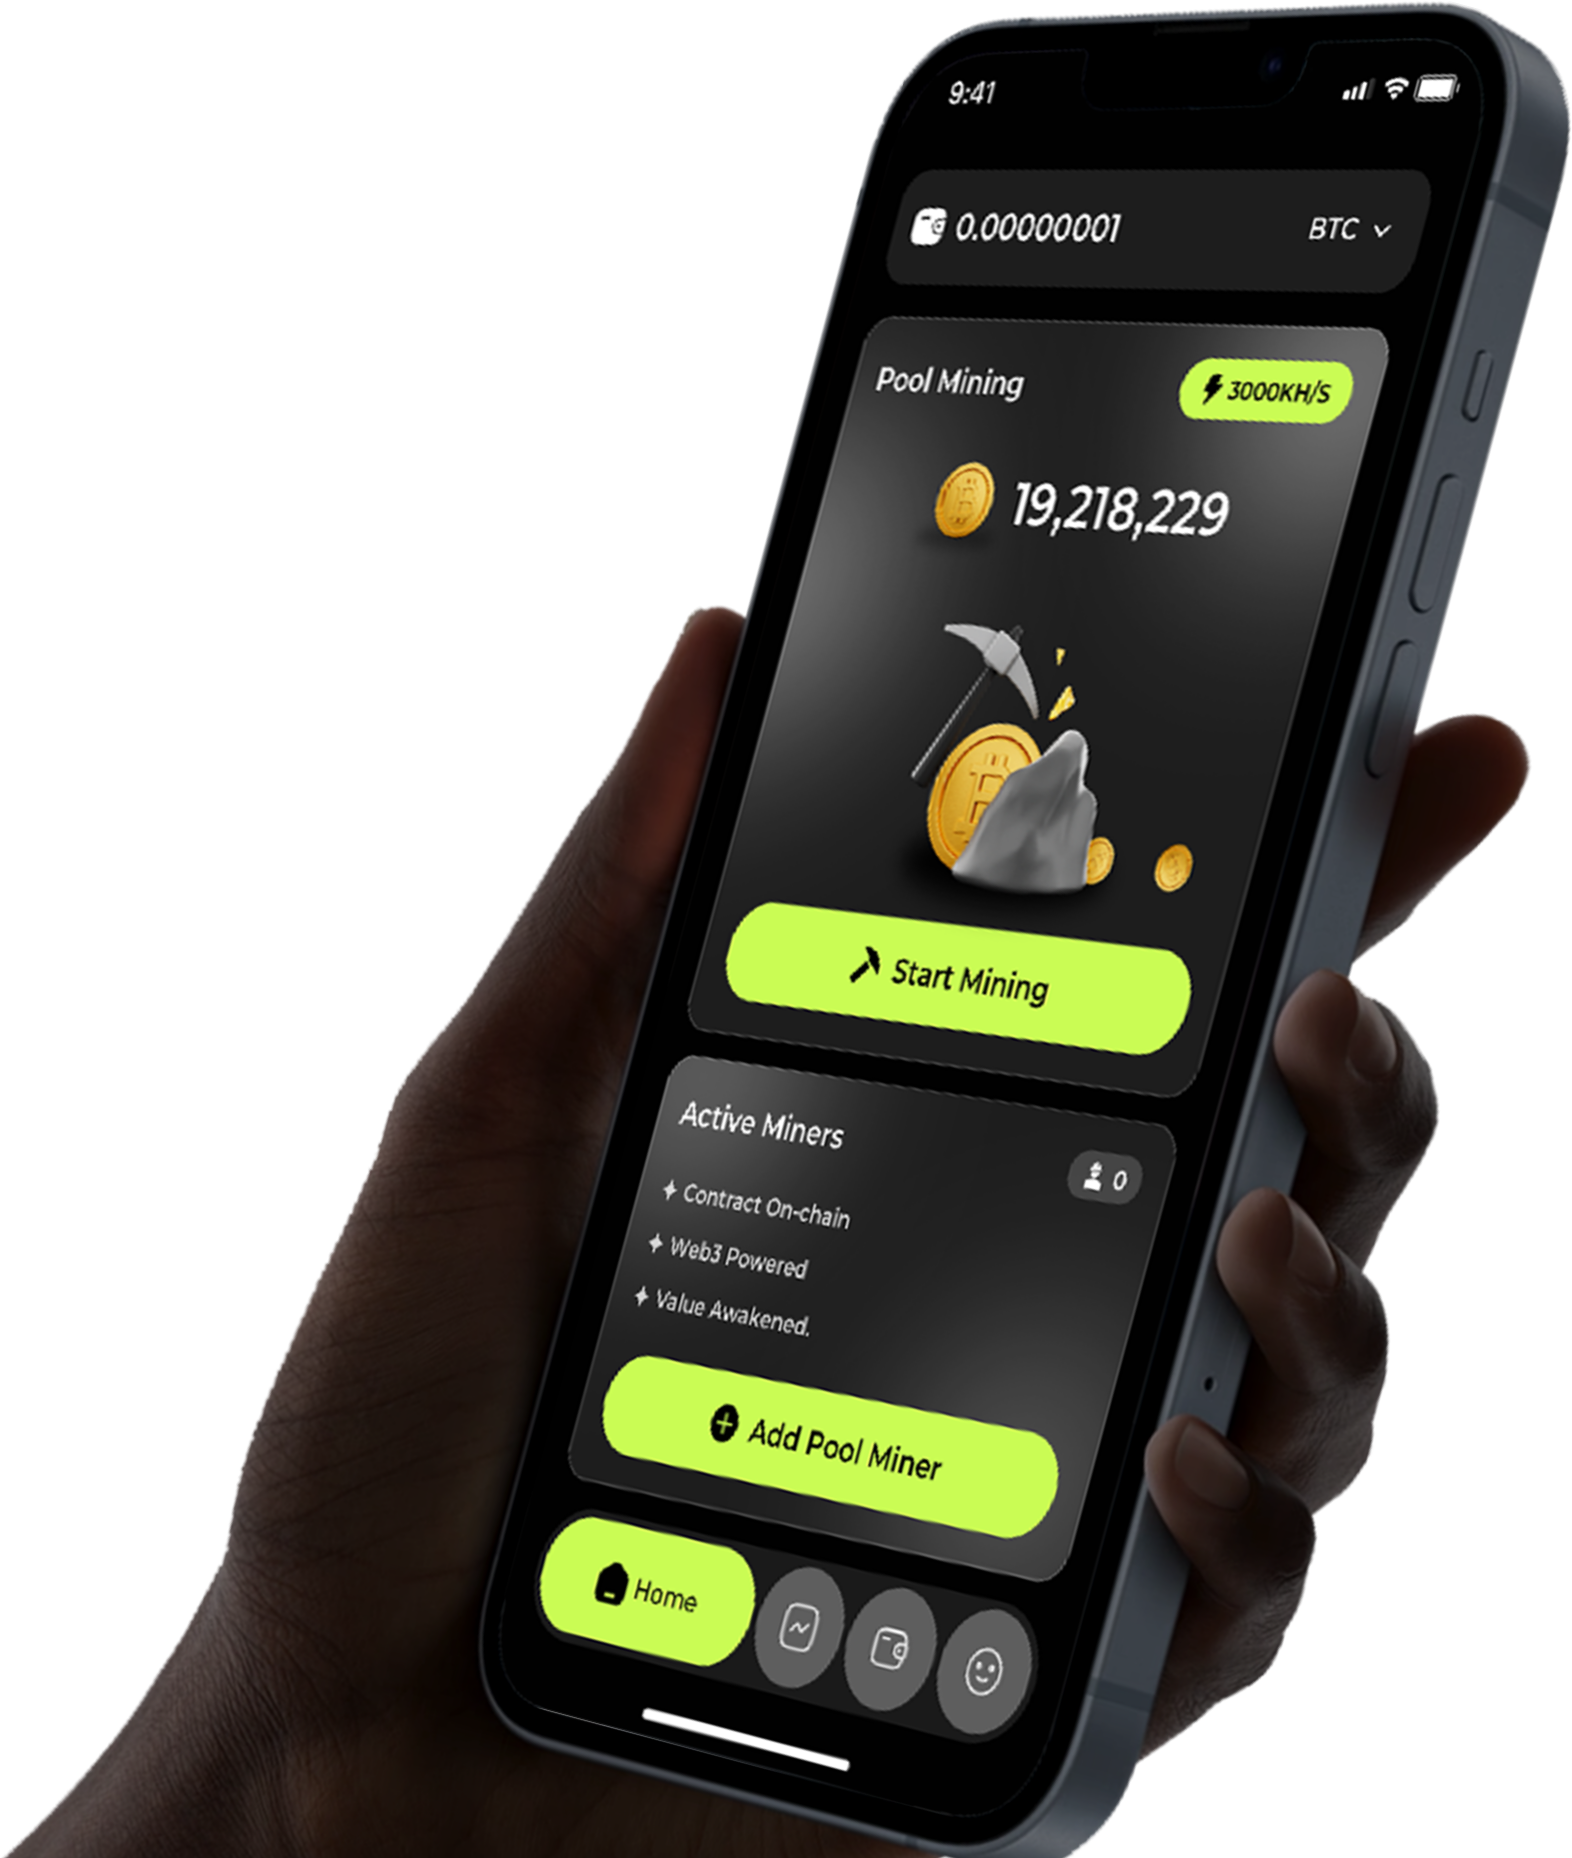 9:41
0.00000001 BTC
Pool Mining 3000KH/S
19,218,229
Start Mining
Active Miners 0
Contract On-chain
Web3 Powered
Value Awakened.
Add Pool Miner
Home